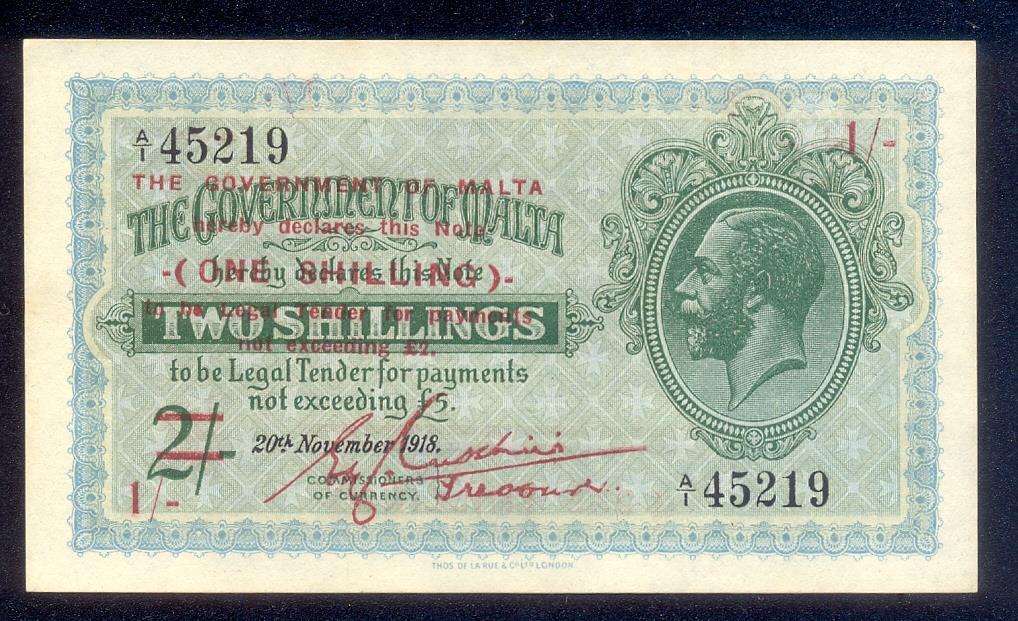 A/1 45219
1/-
THE GOVERNMENT OF MALTA
THE GOVERNMENT OF MALTA
hereby declares this Note
-(ONE SHILLING)-
hereby declares this Note
to be Legal Tender for payments
TWO SHILLINGS
not exceeding £2.
to be Legal Tender for payments
not exceeding £5.
2/-
20th November 1918.
1/-
COMMISSIONERS
OF CURRENCY.
Treasurer.
A/1 45219
THOS DE LA RUE & Co LTD LONDON